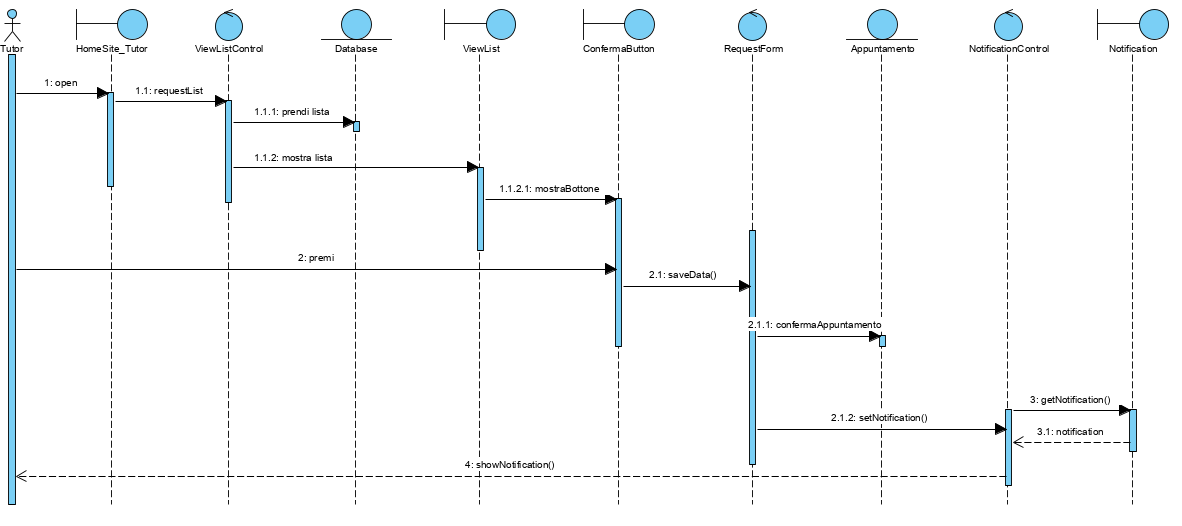 Tutor
HomeSite_Tutor
ViewListControl
Database
ViewList
ConfermaButton
RequestForm
Appuntamento
NotificationControl
Notification
1: open
1.1: requestList
1.1.1: prendi lista
1.1.2: mostra lista
1.1.2.1: mostraBottone
2: premi
2.1: saveData()
2.1.1: confermaAppuntamento
3: getNotification()
2.1.2: setNotification()
3.1: notification
4: showNotification()